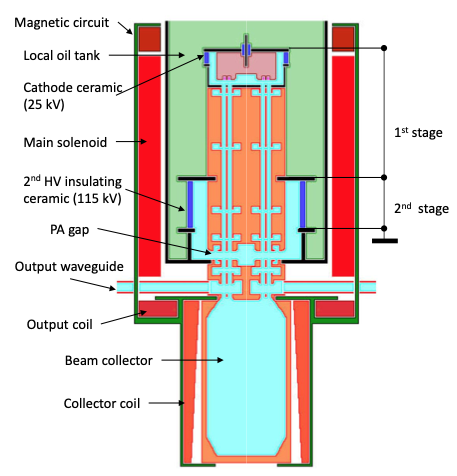 Magnetic circuit
Local oil tank
Cathode ceramic
(25 kV)
Main solenoid
2nd HV insulating
ceramic (115 kV)
PA gap
Output waveguide
Output coil
Beam collector
Collector coil
1st stage
2nd stage